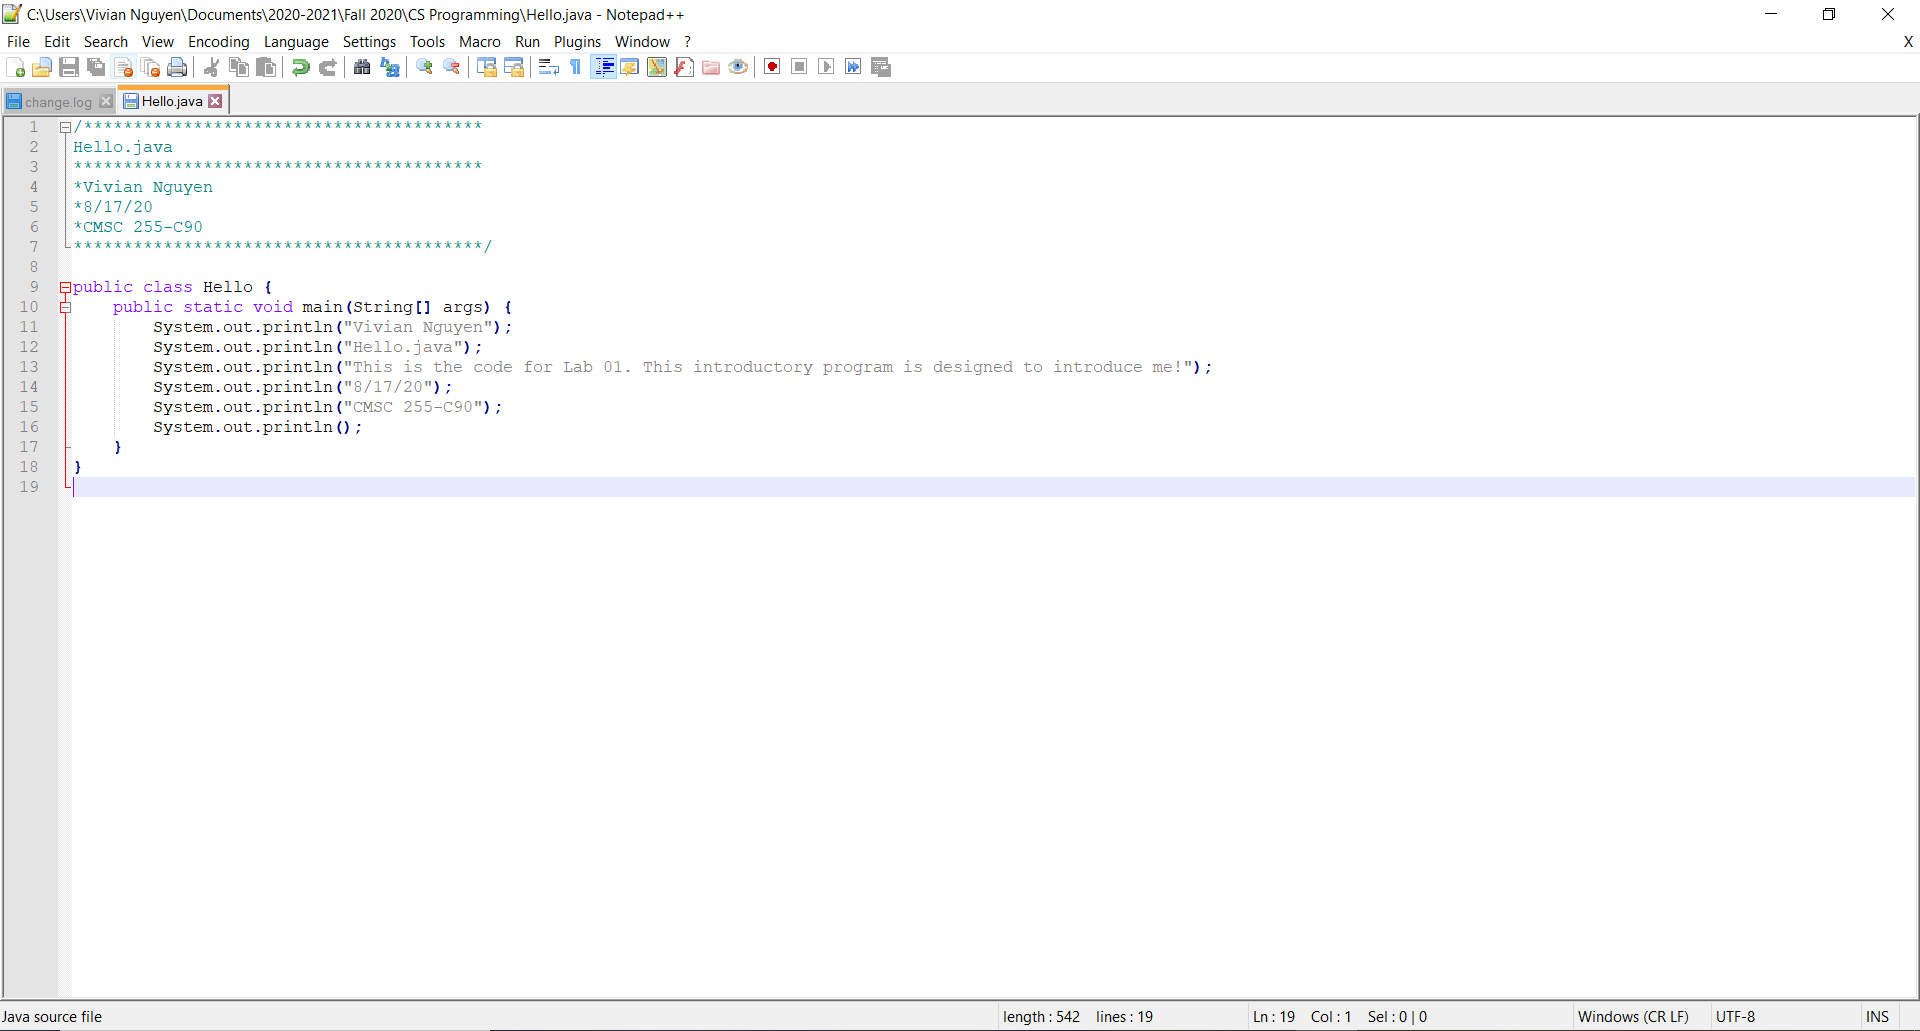 C:\Users\Vivian Nguyen\Documents\2020-2021\Fall 2020\CS Programming\Hello.java - Notepad++
File Edit Search View Encoding Language Settings Tools Macro Run Plugins Window ? X
change.log Hello.java
1 /****************************************
2 Hello.java
3 *****************************************
4 *Vivian Nguyen
5 *8/17/20
6 *CMSC 255-C90
7 *****************************************/
8
9 public class Hello {
10 public static void main(String[] args) {
11 System.out.println("Vivian Nguyen");
12 System.out.println("Hello.java");
13 System.out.println("This is the code for Lab 01. This introductory program is designed to introduce me!");
14 System.out.println("8/17/20");
15 System.out.println("CMSC 255-C90");
16 System.out.println();
17 }
18 }
19
Java source file length : 542 lines : 19 Ln : 19 Col : 1 Sel : 0 | 0 Windows (CR LF) UTF-8 INS